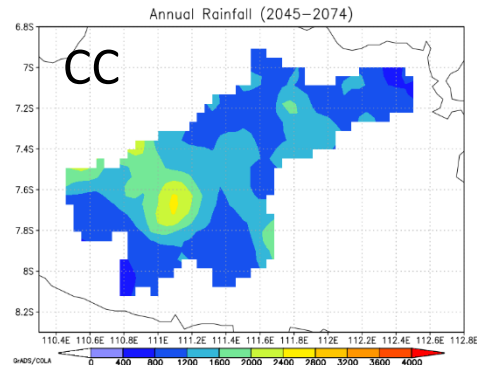 Annual Rainfall (2045-2074)
CC
6.8S
7S
7.2S
7.4S
7.6S
7.8S
8S
8.2S
110.4E 110.6E 110.8E 111E 111.2E 111.4E 111.6E 111.8E 112E 112.2E 112.4E 112.6E 112.8E
GrADS/COLA
0 400 800 1200 1600 2000 2400 2800 3200 3600 4000